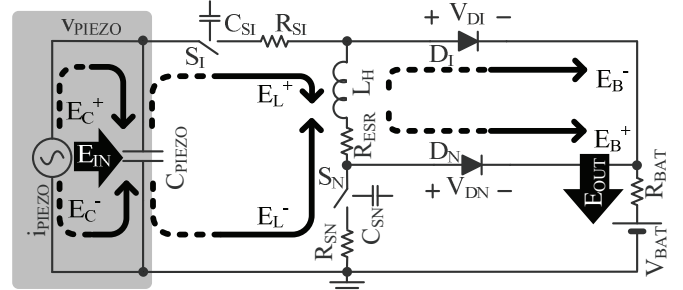 vPIEZO
CSI
RSI
SI
+ VDI −
DI
EC+
EL+
LH
EB-
EIN
CPIEZO
RESR
EB+
iPIEZO
EC-
EL-
SN
DN
+ VDN −
EOUT
RBAT
RSN
CSN
VBAT